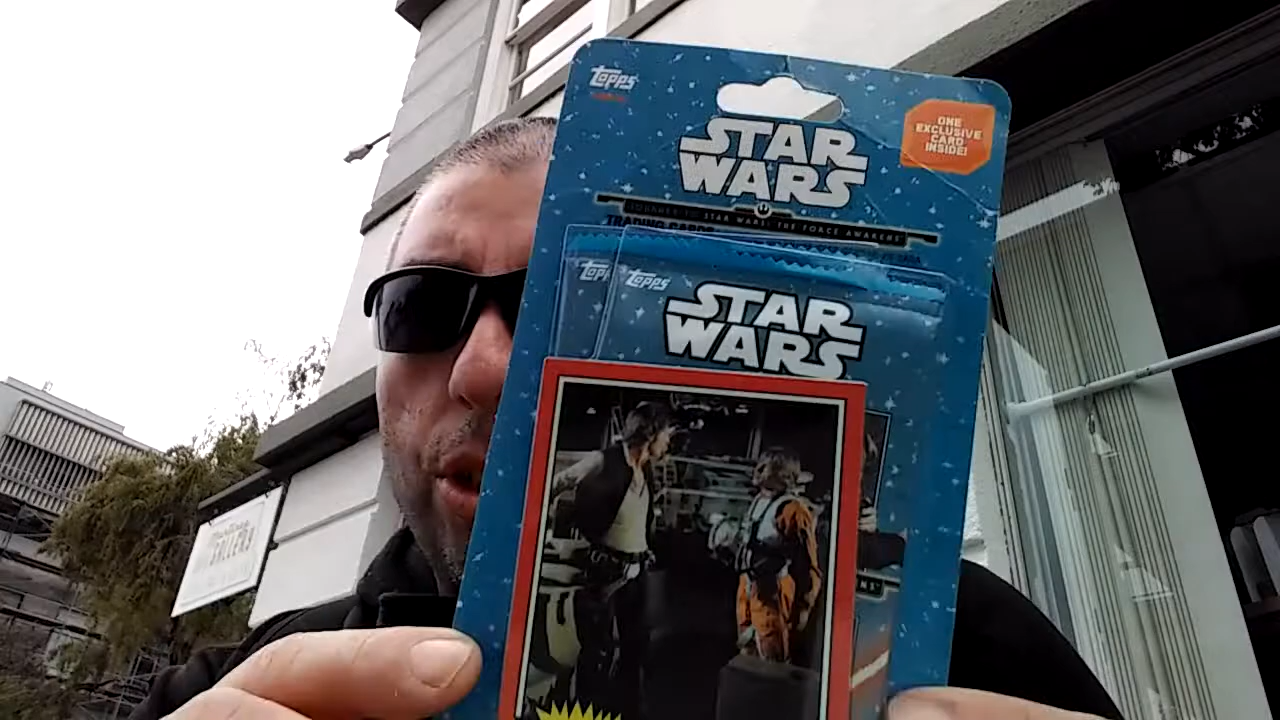 Topps
ONE
EXCLUSIVE
CARD
INSIDE!
STAR
WARS
JOURNEY TO STAR WARS: THE FORCE AWAKENS
TRADING CARDS
Topps
Topps
STAR
WARS
GALLERY